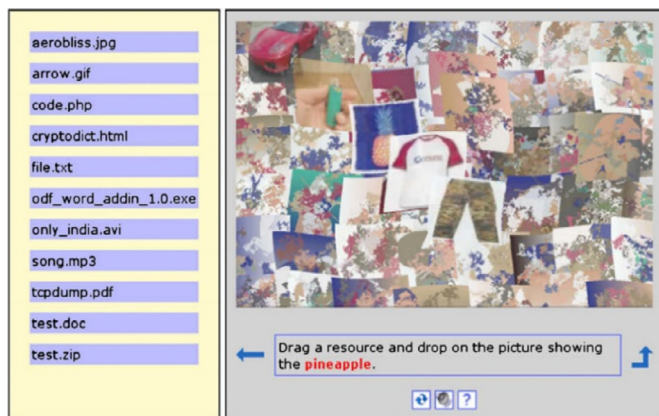 aerobliss.jpg
arrow.gif
code.php
cryptodict.html
file.txt
odf_word_addin_1.0.exe
only_india.avi
song.mp3
tcpdump.pdf
test.doc
test.zip
Drag a resource and drop on the picture showing
the pineapple.
?